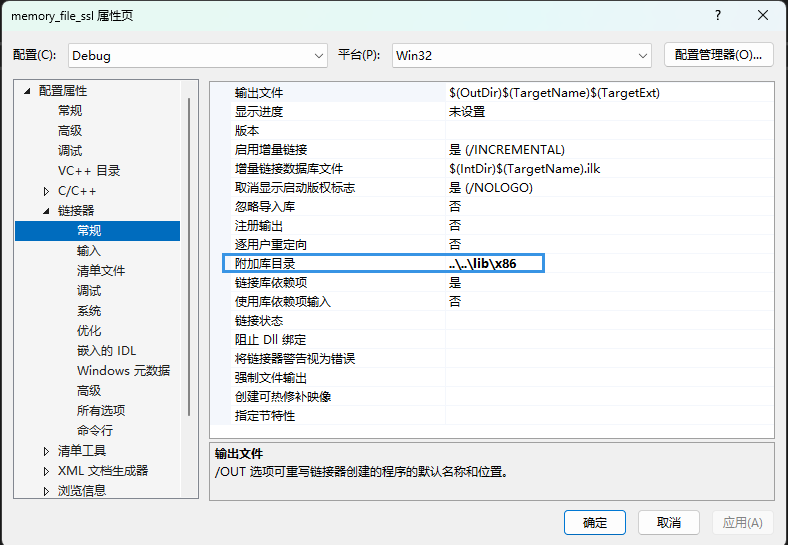 memory_file_ssl 属性页
配置(C): Debug 平台(P): Win32 配置管理器(O)...
配置属性
常规
高级
调试
VC++ 目录
C/C++
链接器
常规
输入
清单文件
调试
系统
优化
嵌入的 IDL
Windows 元数据
高级
所有选项
命令行
清单工具
XML 文档生成器
浏览信息
输出文件 $(OutDir)$(TargetName)$(TargetExt)
显示进度 未设置
版本
启用增量链接 是 (/INCREMENTAL)
增量链接数据库文件 $(IntDir)$(TargetName).ilk
取消显示启动版权标志 是 (/NOLOGO)
忽略导入库 否
注册输出 否
逐用户重定向 否
附加库目录 ..\..\lib\x86
链接库依赖项 是
使用库依赖项输入 否
链接状态
阻止 Dll 绑定
将链接器警告视为错误
强制文件输出
创建可热修补映像
指定节特性
输出文件
/OUT 选项可重写链接器创建的程序的默认名称和位置。
确定 取消 应用(A)